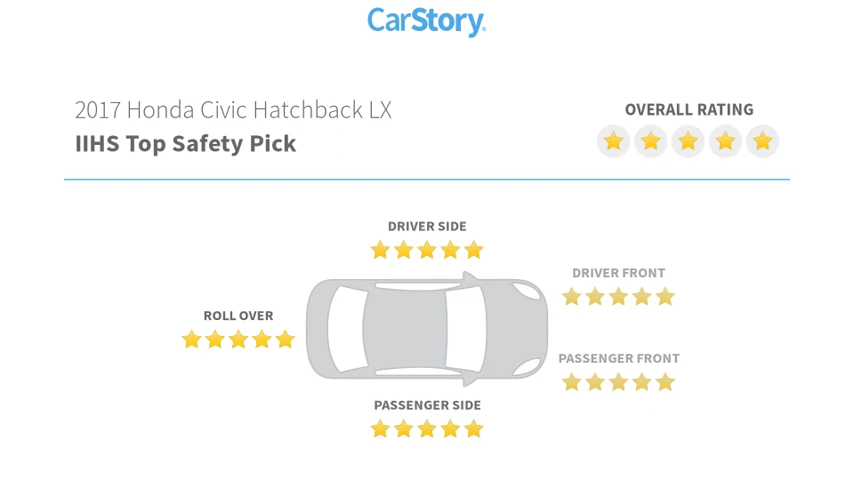 CarStory
2017 Honda Civic Hatchback LX
IIHS Top Safety Pick
OVERALL RATING
DRIVER SIDE
DRIVER FRONT
ROLL OVER
PASSENGER FRONT
PASSENGER SIDE